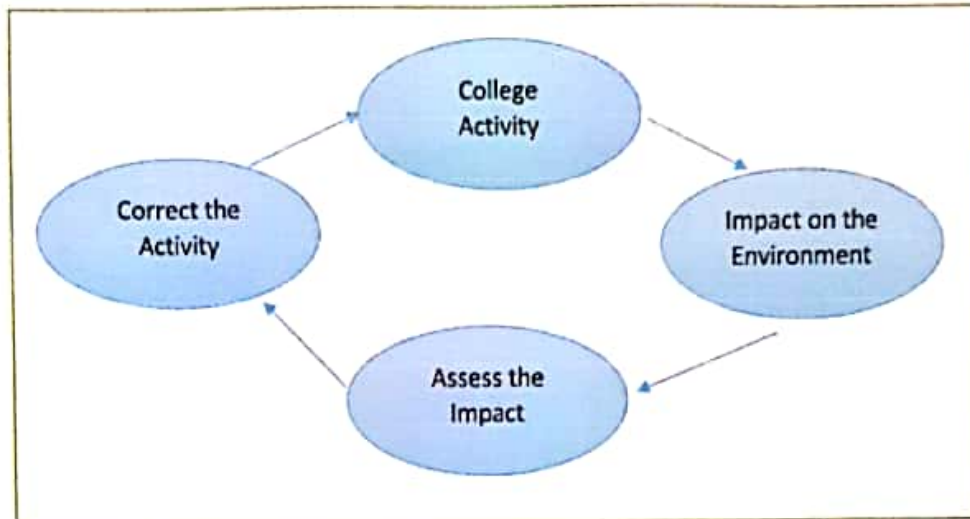 College
Activity
Impact on the
Environment
Assess the
Impact
Correct the
Activity